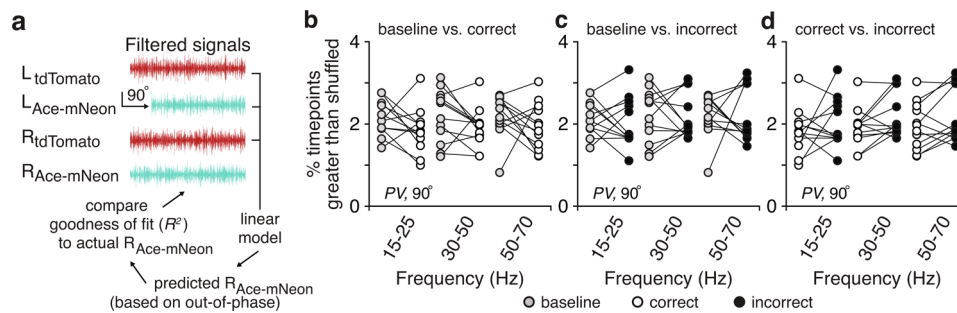 a
Filtered signals
L tdTomato
90°
L Ace-mNeon
R tdTomato
R Ace-mNeon
compare
goodness of fit (R²)
to actual R Ace-mNeon
linear
model
predicted R Ace-mNeon
(based on out-of-phase)
b
baseline vs. correct
% timepoints
greater than shuffled
4
2
0
PV, 90°
15-25
30-50
50-70
Frequency (Hz)
c
baseline vs. incorrect
4
2
0
PV, 90°
15-25
30-50
50-70
Frequency (Hz)
d
correct vs. incorrect
4
2
0
PV, 90°
15-25
30-50
50-70
Frequency (Hz)
baseline
correct
incorrect